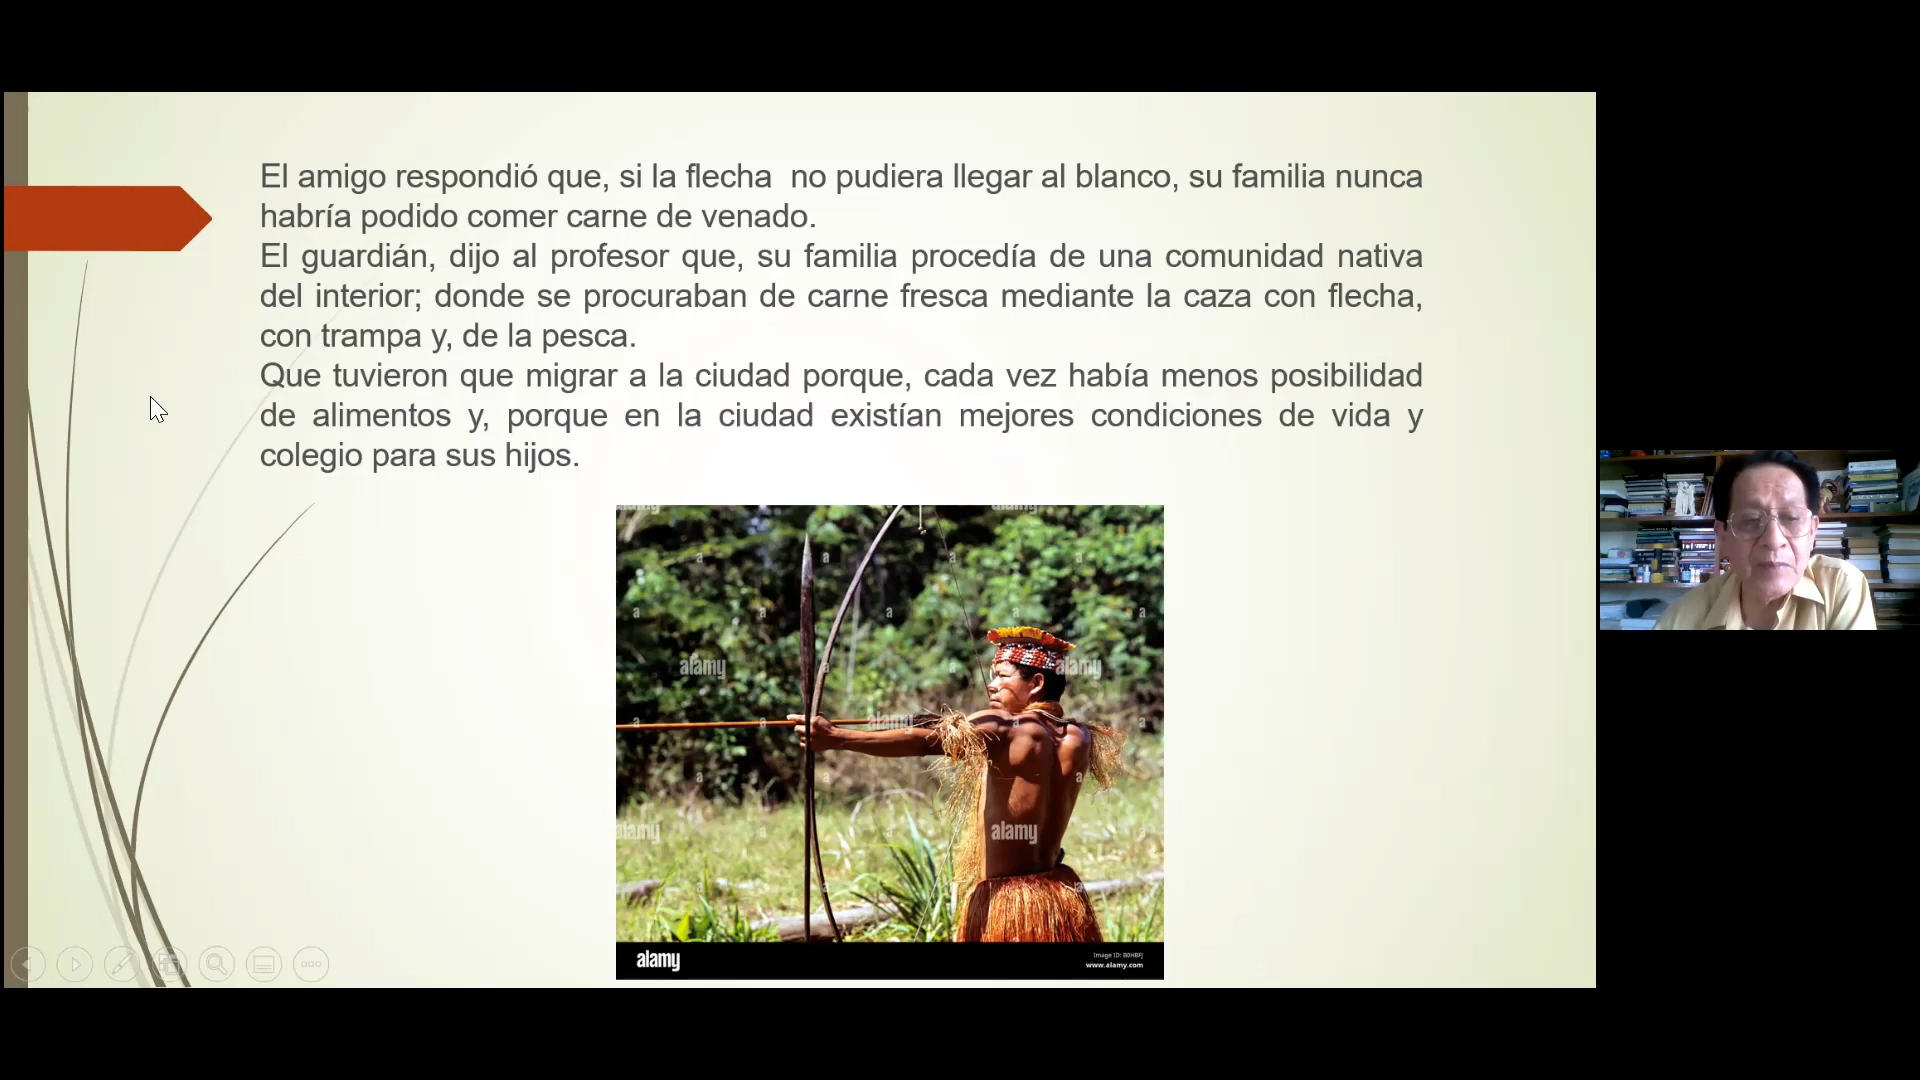 El amigo respondió que, si la flecha  no pudiera llegar al blanco, su familia nunca
habría podido comer carne de venado.
El guardián, dijo al profesor que, su familia procedía de una comunidad nativa
del interior; donde se procuraban de carne fresca mediante la caza con flecha,
con trampa y, de la pesca.
Que tuvieron que migrar a la ciudad porque, cada vez había menos posibilidad
de alimentos y, porque en la ciudad existían mejores condiciones de vida y
colegio para sus hijos.
alamy
alamy
alamy
alamy
alamy
alamy
Image ID: B0HBFJ
www.alamy.com